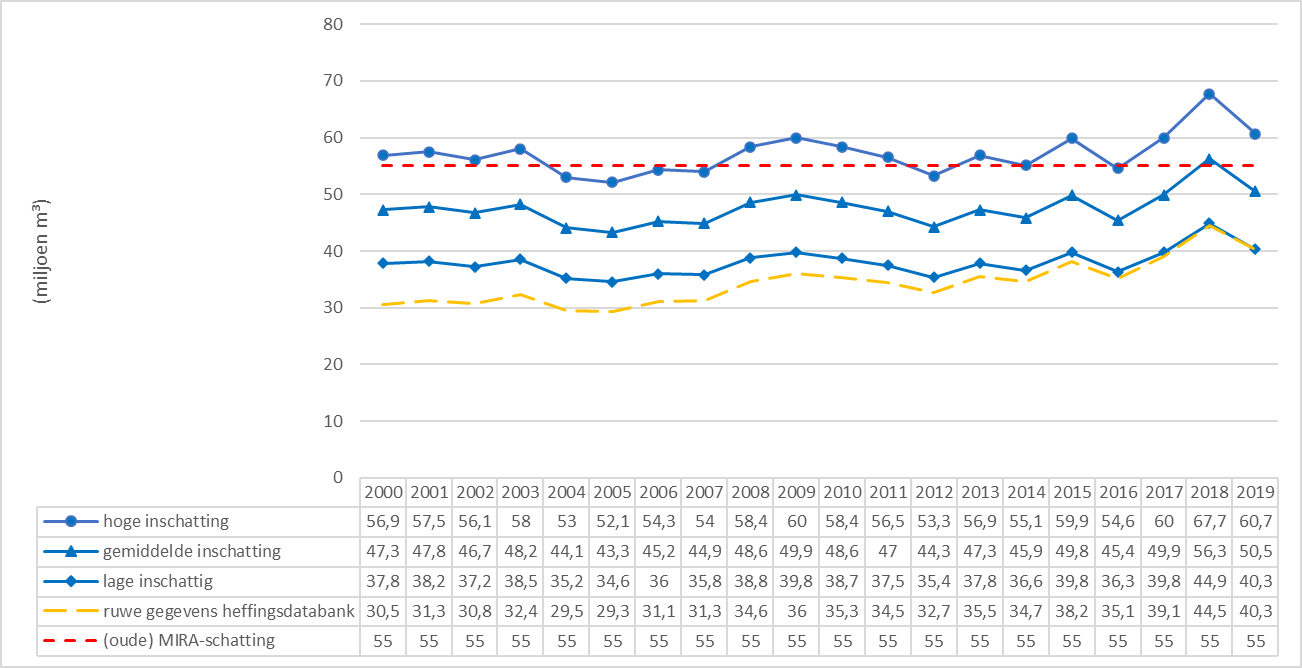 80
70
60
50
40
30
20
10
0
(miljoen m³)
2000 2001 2002 2003 2004 2005 2006 2007 2008 2009 2010 2011 2012 2013 2014 2015 2016 2017 2018 2019
hoge inschatting 56,9 57,5 56,1 58 53 52,1 54,3 54 58,4 60 58,4 56,5 53,3 56,9 55,1 59,9 54,6 60 67,7 60,7
gemiddelde inschatting 47,3 47,8 46,7 48,2 44,1 43,3 45,2 44,9 48,6 49,9 48,6 47 44,3 47,3 45,9 49,8 45,4 49,9 56,3 50,5
lage inschattig 37,8 38,2 37,2 38,5 35,2 34,6 36 35,8 38,8 39,8 38,7 37,5 35,4 37,8 36,6 39,8 36,3 39,8 44,9 40,3
ruwe gegevens heffingsdatabank 30,5 31,3 30,8 32,4 29,5 29,3 31,1 31,3 34,6 36 35,3 34,5 32,7 35,5 34,7 38,2 35,1 39,1 44,5 40,3
(oude) MIRA-schatting 55 55 55 55 55 55 55 55 55 55 55 55 55 55 55 55 55 55 55 55